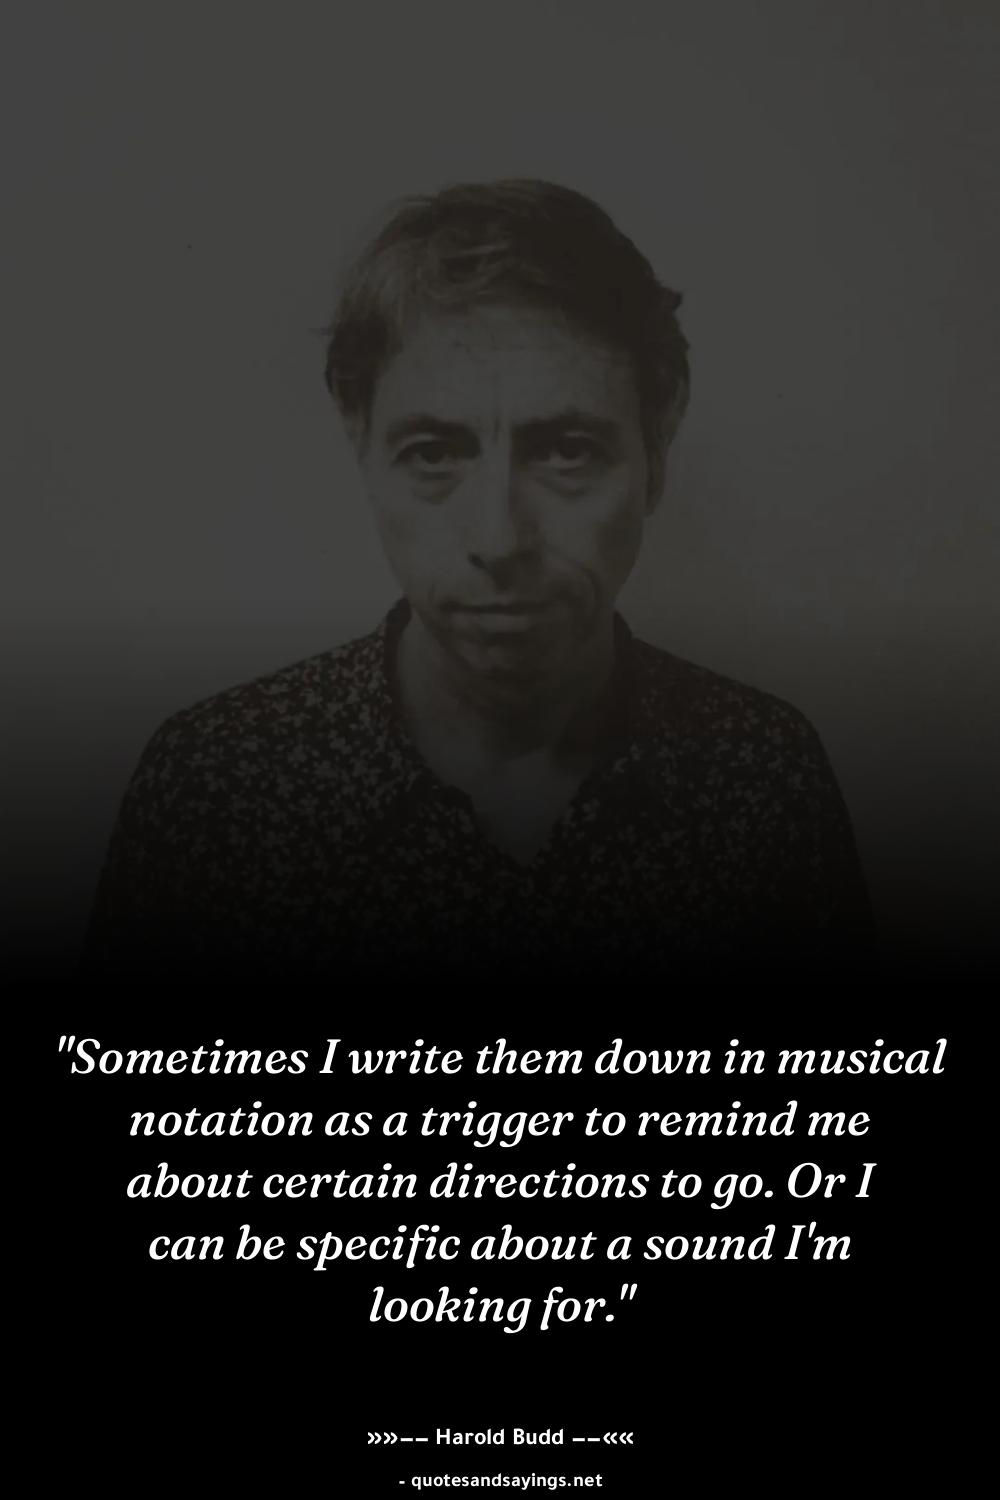 "Sometimes I write them down in musical
notation as a trigger to remind me
about certain directions to go. Or I
can be specific about a sound I'm
looking for."
»»−− Harold Budd −−««
- quotesandsayings.net